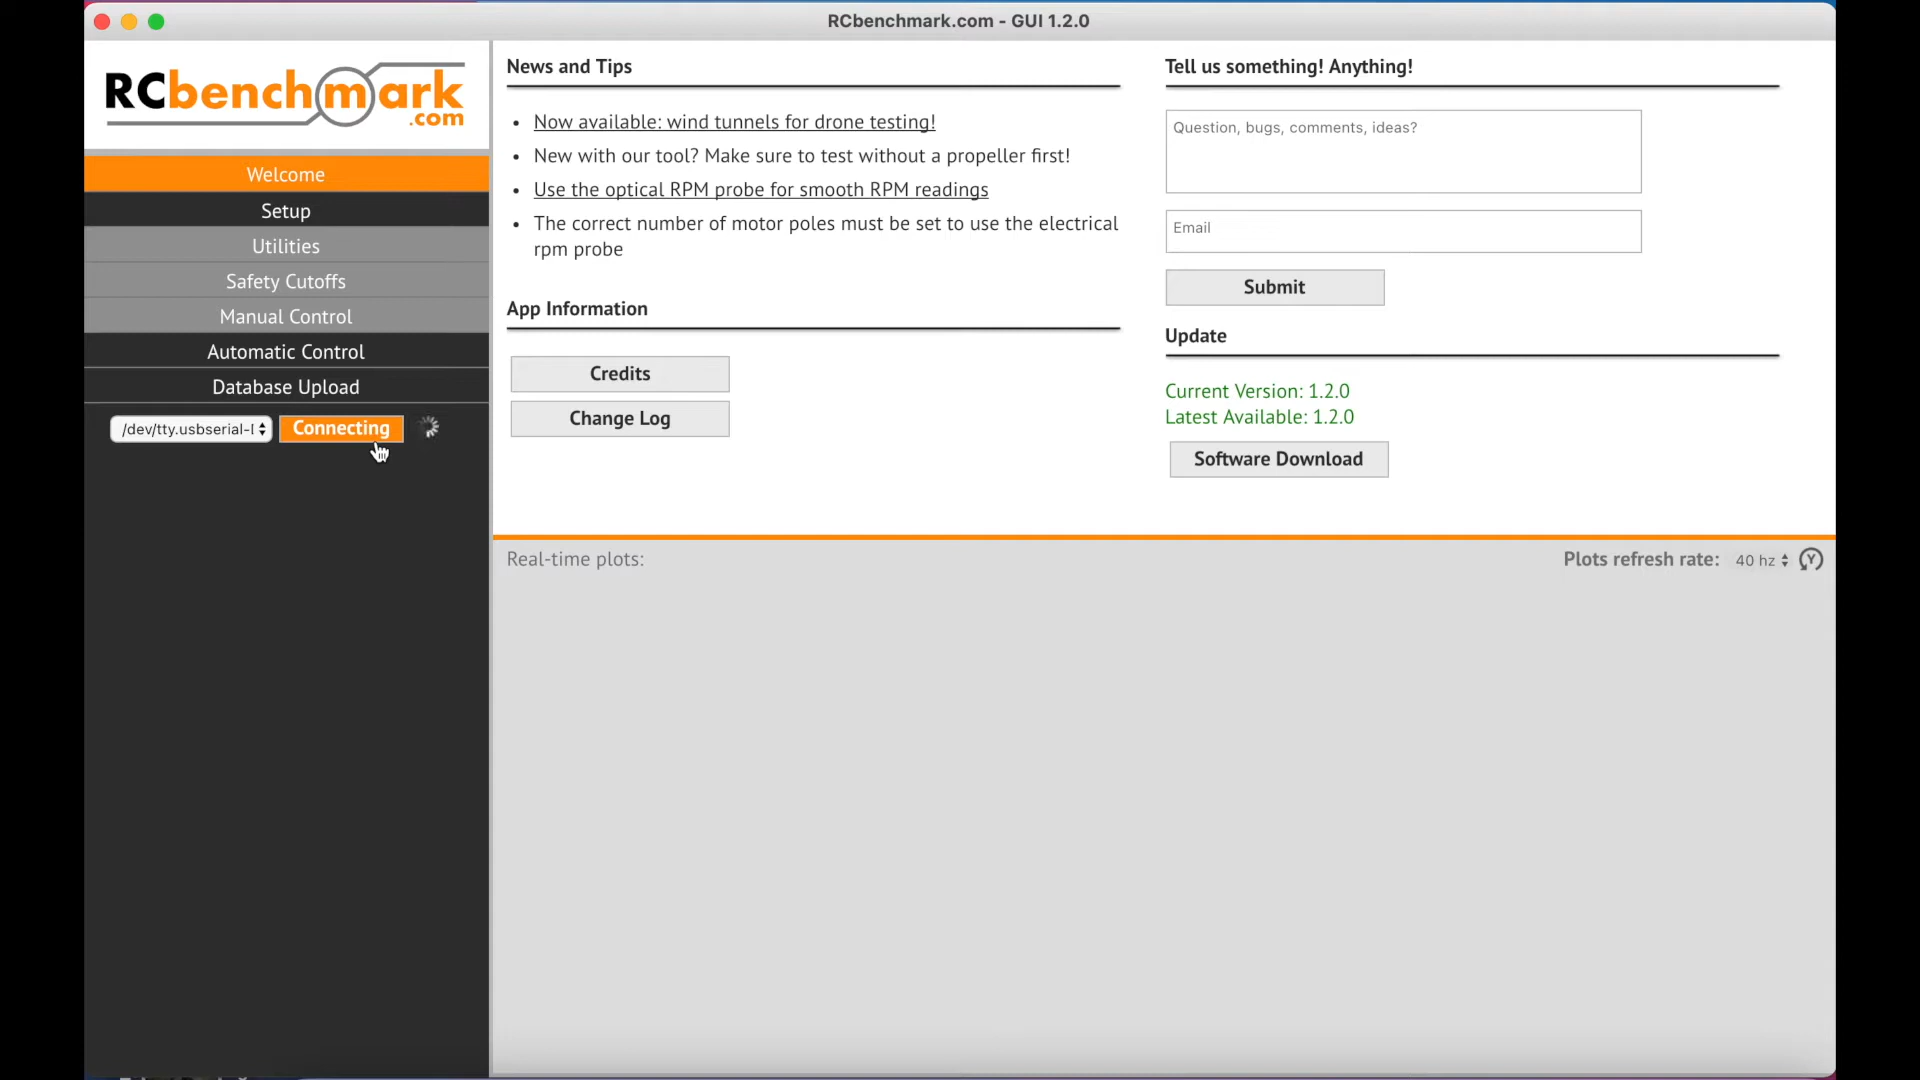 RCbenchmark.com - GUI 1.2.0
RCbenchmark
.com
Welcome
Setup
Utilities
Safety Cutoffs
Manual Control
Automatic Control
Database Upload
Connecting
News and Tips
Now available: wind tunnels for drone testing!
New with our tool? Make sure to test without a propeller first!
Use the optical RPM probe for smooth RPM readings
The correct number of motor poles must be set to use the electrical
rpm probe
App Information
Credits
Change Log
Tell us something! Anything!
Question, bugs, comments, ideas?
Email
Submit
Update
Current Version: 1.2.0
Latest Available: 1.2.0
Software Download
Real-time plots:
Plots refresh rate: 40 hz Y